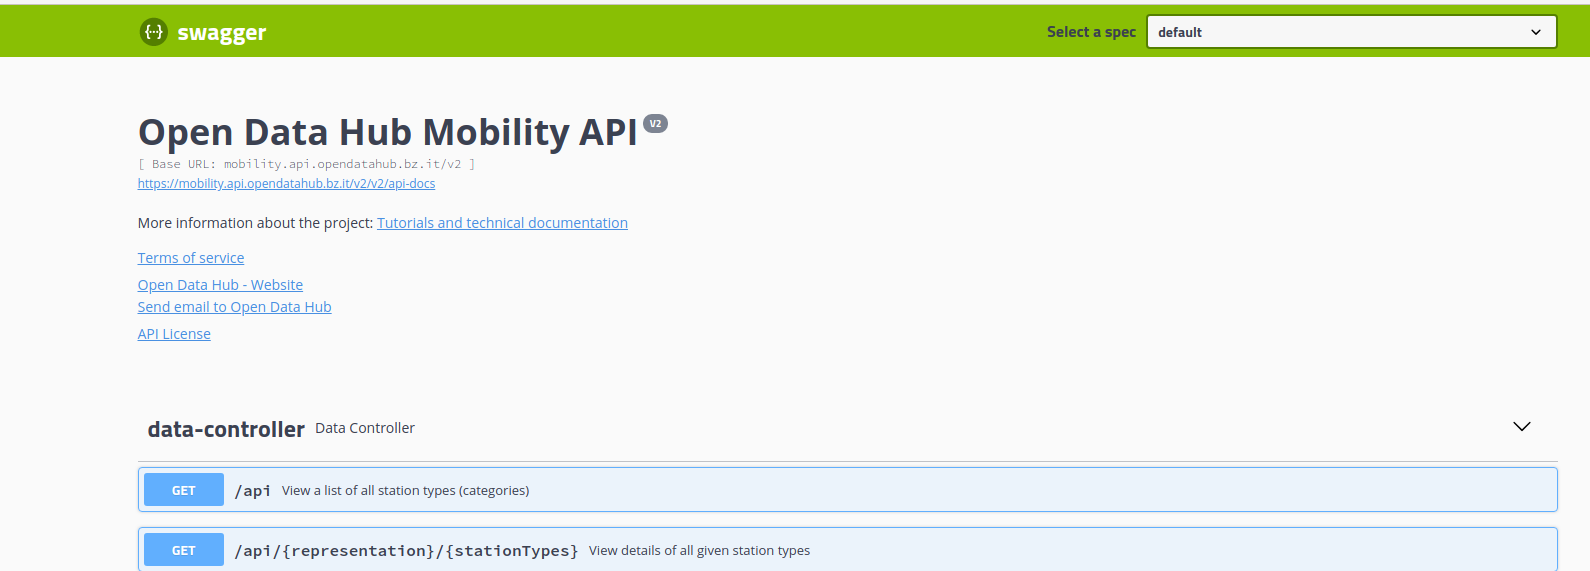 {··} swagger
Select a spec default
Open Data Hub Mobility API V2
[ Base URL: mobility.api.opendatahub.bz.it/v2 ]
https://mobility.api.opendatahub.bz.it/v2/v2/api-docs
More information about the project: Tutorials and technical documentation
Terms of service
Open Data Hub - Website
Send email to Open Data Hub
API License
data-controller Data Controller
GET /api View a list of all station types (categories)
GET /api/{representation}/{stationTypes} View details of all given station types